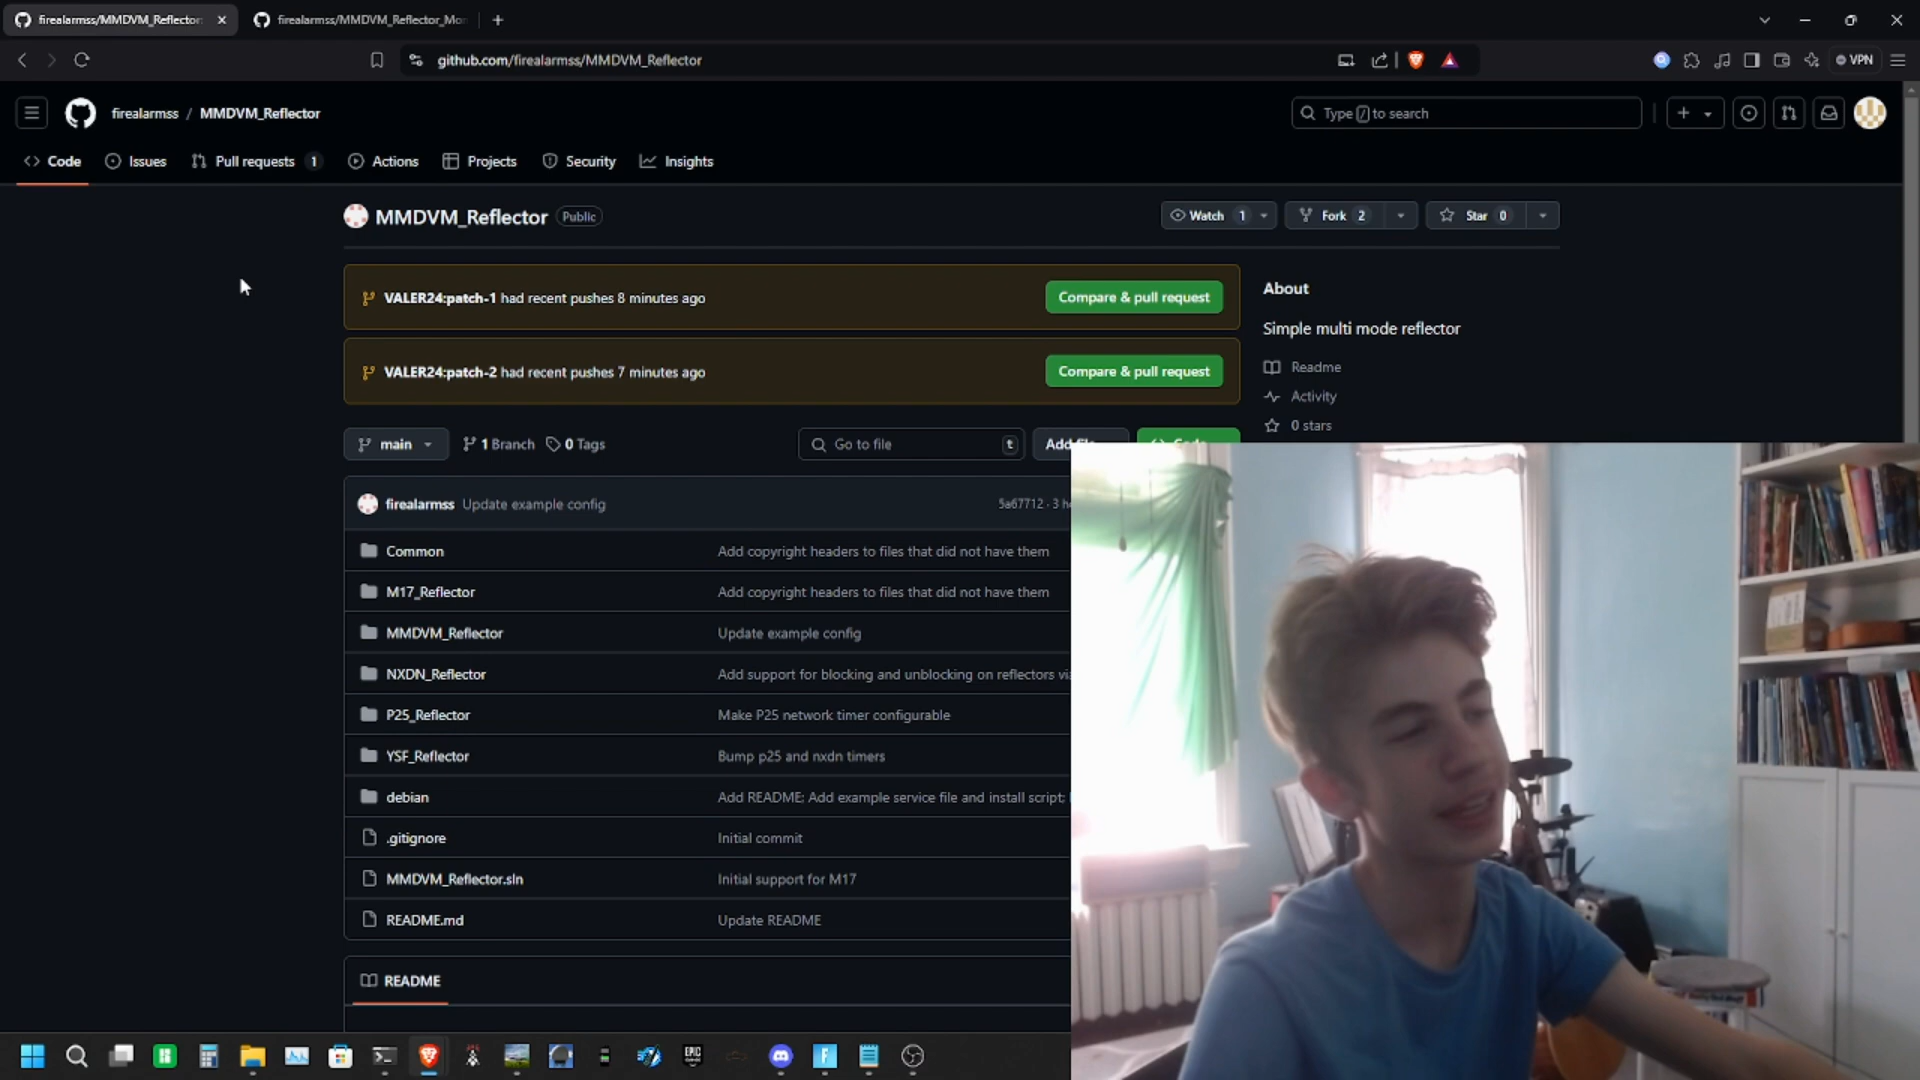 firealarmss/MMDVM_Reflector:
firealarmss/MMDVM_Reflector_Mon
github.com/firealarmss/MMDVM_Reflector
VPN
firealarmss / MMDVM_Reflector
Type / to search
Code
Issues
Pull requests 1
Actions
Projects
Security
Insights
MMDVM_Reflector Public
Watch 1
Fork 2
Star 0
VALER24:patch-1 had recent pushes 8 minutes ago
Compare & pull request
VALER24:patch-2 had recent pushes 7 minutes ago
Compare & pull request
About
Simple multi mode reflector
Readme
Activity
0 stars
main
1 Branch
0 Tags
Go to file t
Add file
Code
firealarmss Update example config
5a67712 · 3 h
Common Add copyright headers to files that did not have them
M17_Reflector Add copyright headers to files that did not have them
MMDVM_Reflector Update example config
NXDN_Reflector Add support for blocking and unblocking on reflectors vi
P25_Reflector Make P25 network timer configurable
YSF_Reflector Bump p25 and nxdn timers
debian Add README: Add example service file and install script;
.gitignore Initial commit
MMDVM_Reflector.sln Initial support for M17
README.md Update README
README
EPIC